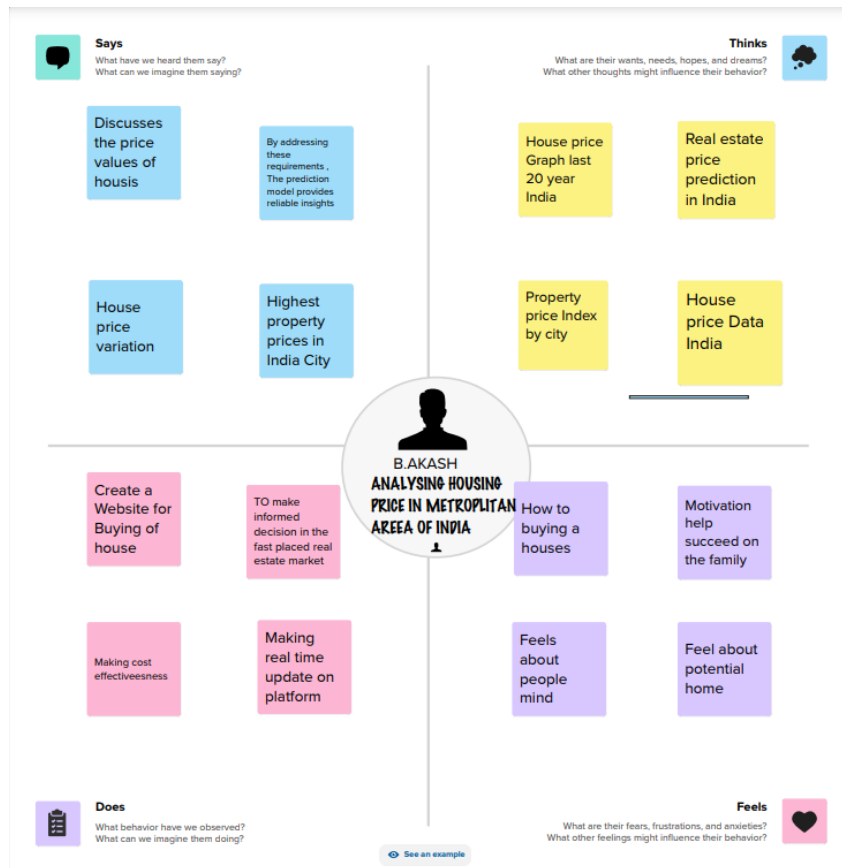 Says
What have we heard them say?
What can we imagine them saying?
Thinks
What are their wants, needs, hopes, and dreams?
What other thoughts might influence their behavior?
Discusses
the price
values of
housis
By addressing
these
requirements ,
The prediction
model provides
reliable insights
House price
Graph last
20 year
India
Real estate
price
prediction
in India
House
price
variation
Highest
property
prices in
India City
Property
price Index
by city
House
price Data
India
B.AKASH
ANALYSING HOUSING
PRICE IN METROPLITAN
AREEA OF INDIA
Create a
Website for
Buying of
house
TO make
informed
decision in the
fast placed real
estate market
How to
buying a
houses
Motivation
help
succeed on
the family
Making cost
effectiveesness
Making
real time
update on
platform
Feels
about
people
mind
Feel about
potential
home
Does
What behavior have we observed?
What can we imagine them doing?
Feels
What are their fears, frustrations, and anxieties?
What other feelings might influence their behavior?
See an example